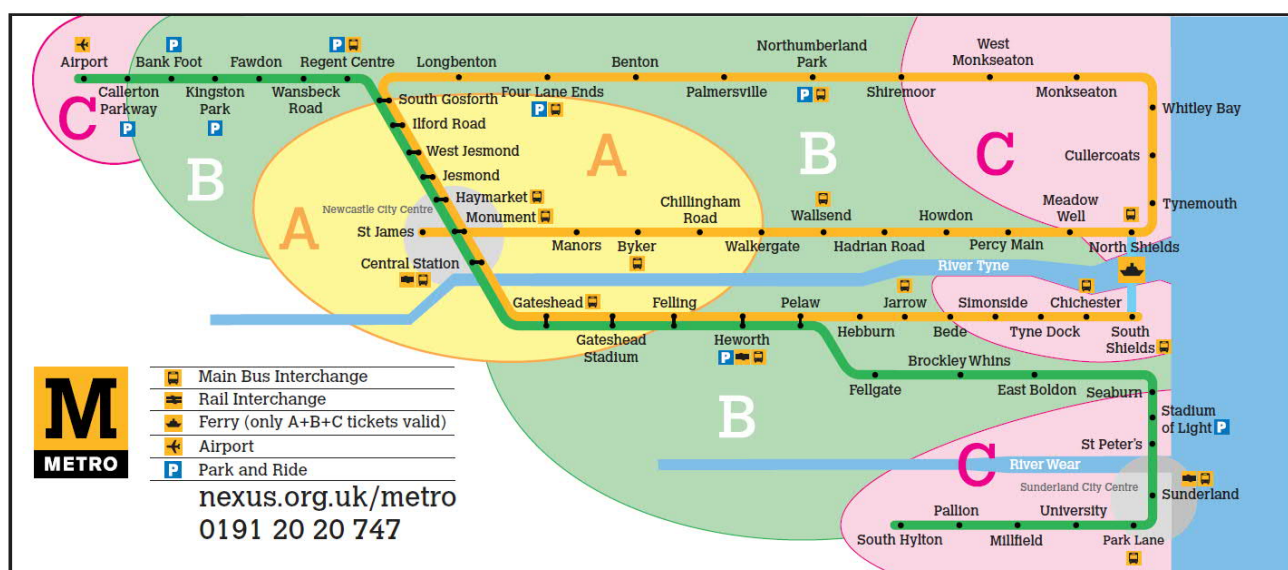 Airport
Callerton
Parkway
P
Bank Foot
Kingston
Park
P
Fawdon
Wansbeck
Road
P
Regent Centre
Longbenton
Four Lane Ends
P
Benton
Palmersville
Northumberland
Park
P
Shiremoor
West
Monkseaton
Monkseaton
Whitley Bay
Cullercoats
Tynemouth
Meadow
Well
North Shields
Percy Main
Howdon
Hadrian Road
Wallsend
Walkergate
Chillingham
Road
Byker
Manors
South Gosforth
Ilford Road
West Jesmond
Jesmond
Haymarket
Newcastle City Centre
Monument
St James
Central Station
C
B
A
A
B
C
River Tyne
Gateshead
Gateshead
Stadium
Felling
Heworth
P
Pelaw
Hebburn
Jarrow
Bede
Simonside
Tyne Dock
Chichester
South
Shields
Fellgate
Brockley Whins
East Boldon
Seaburn
Stadium
of Light P
St Peter's
B
C
River Wear
Sunderland City Centre
Sunderland
Park Lane
University
Millfield
Pallion
South Hylton
M
METRO
Main Bus Interchange
Rail Interchange
Ferry (only A+B+C tickets valid)
Airport
P Park and Ride
nexus.org.uk/metro
0191 20 20 747